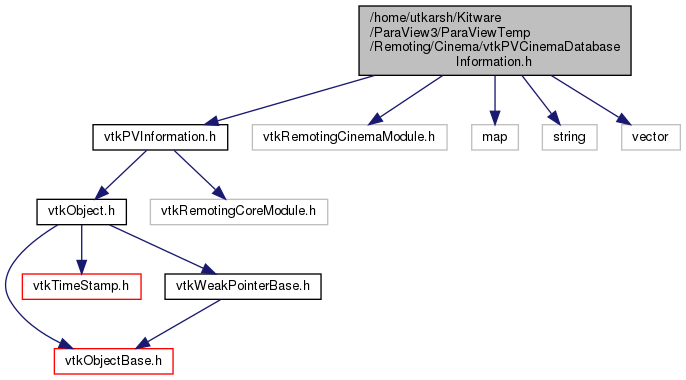 /home/utkarsh/Kitware
/ParaView3/ParaViewTemp
/Remoting/Cinema/vtkPVCinemaDatabase
Information.h
vtkPVInformation.h
vtkRemotingCinemaModule.h
map
string
vector
vtkObject.h
vtkRemotingCoreModule.h
vtkTimeStamp.h
vtkWeakPointerBase.h
vtkObjectBase.h